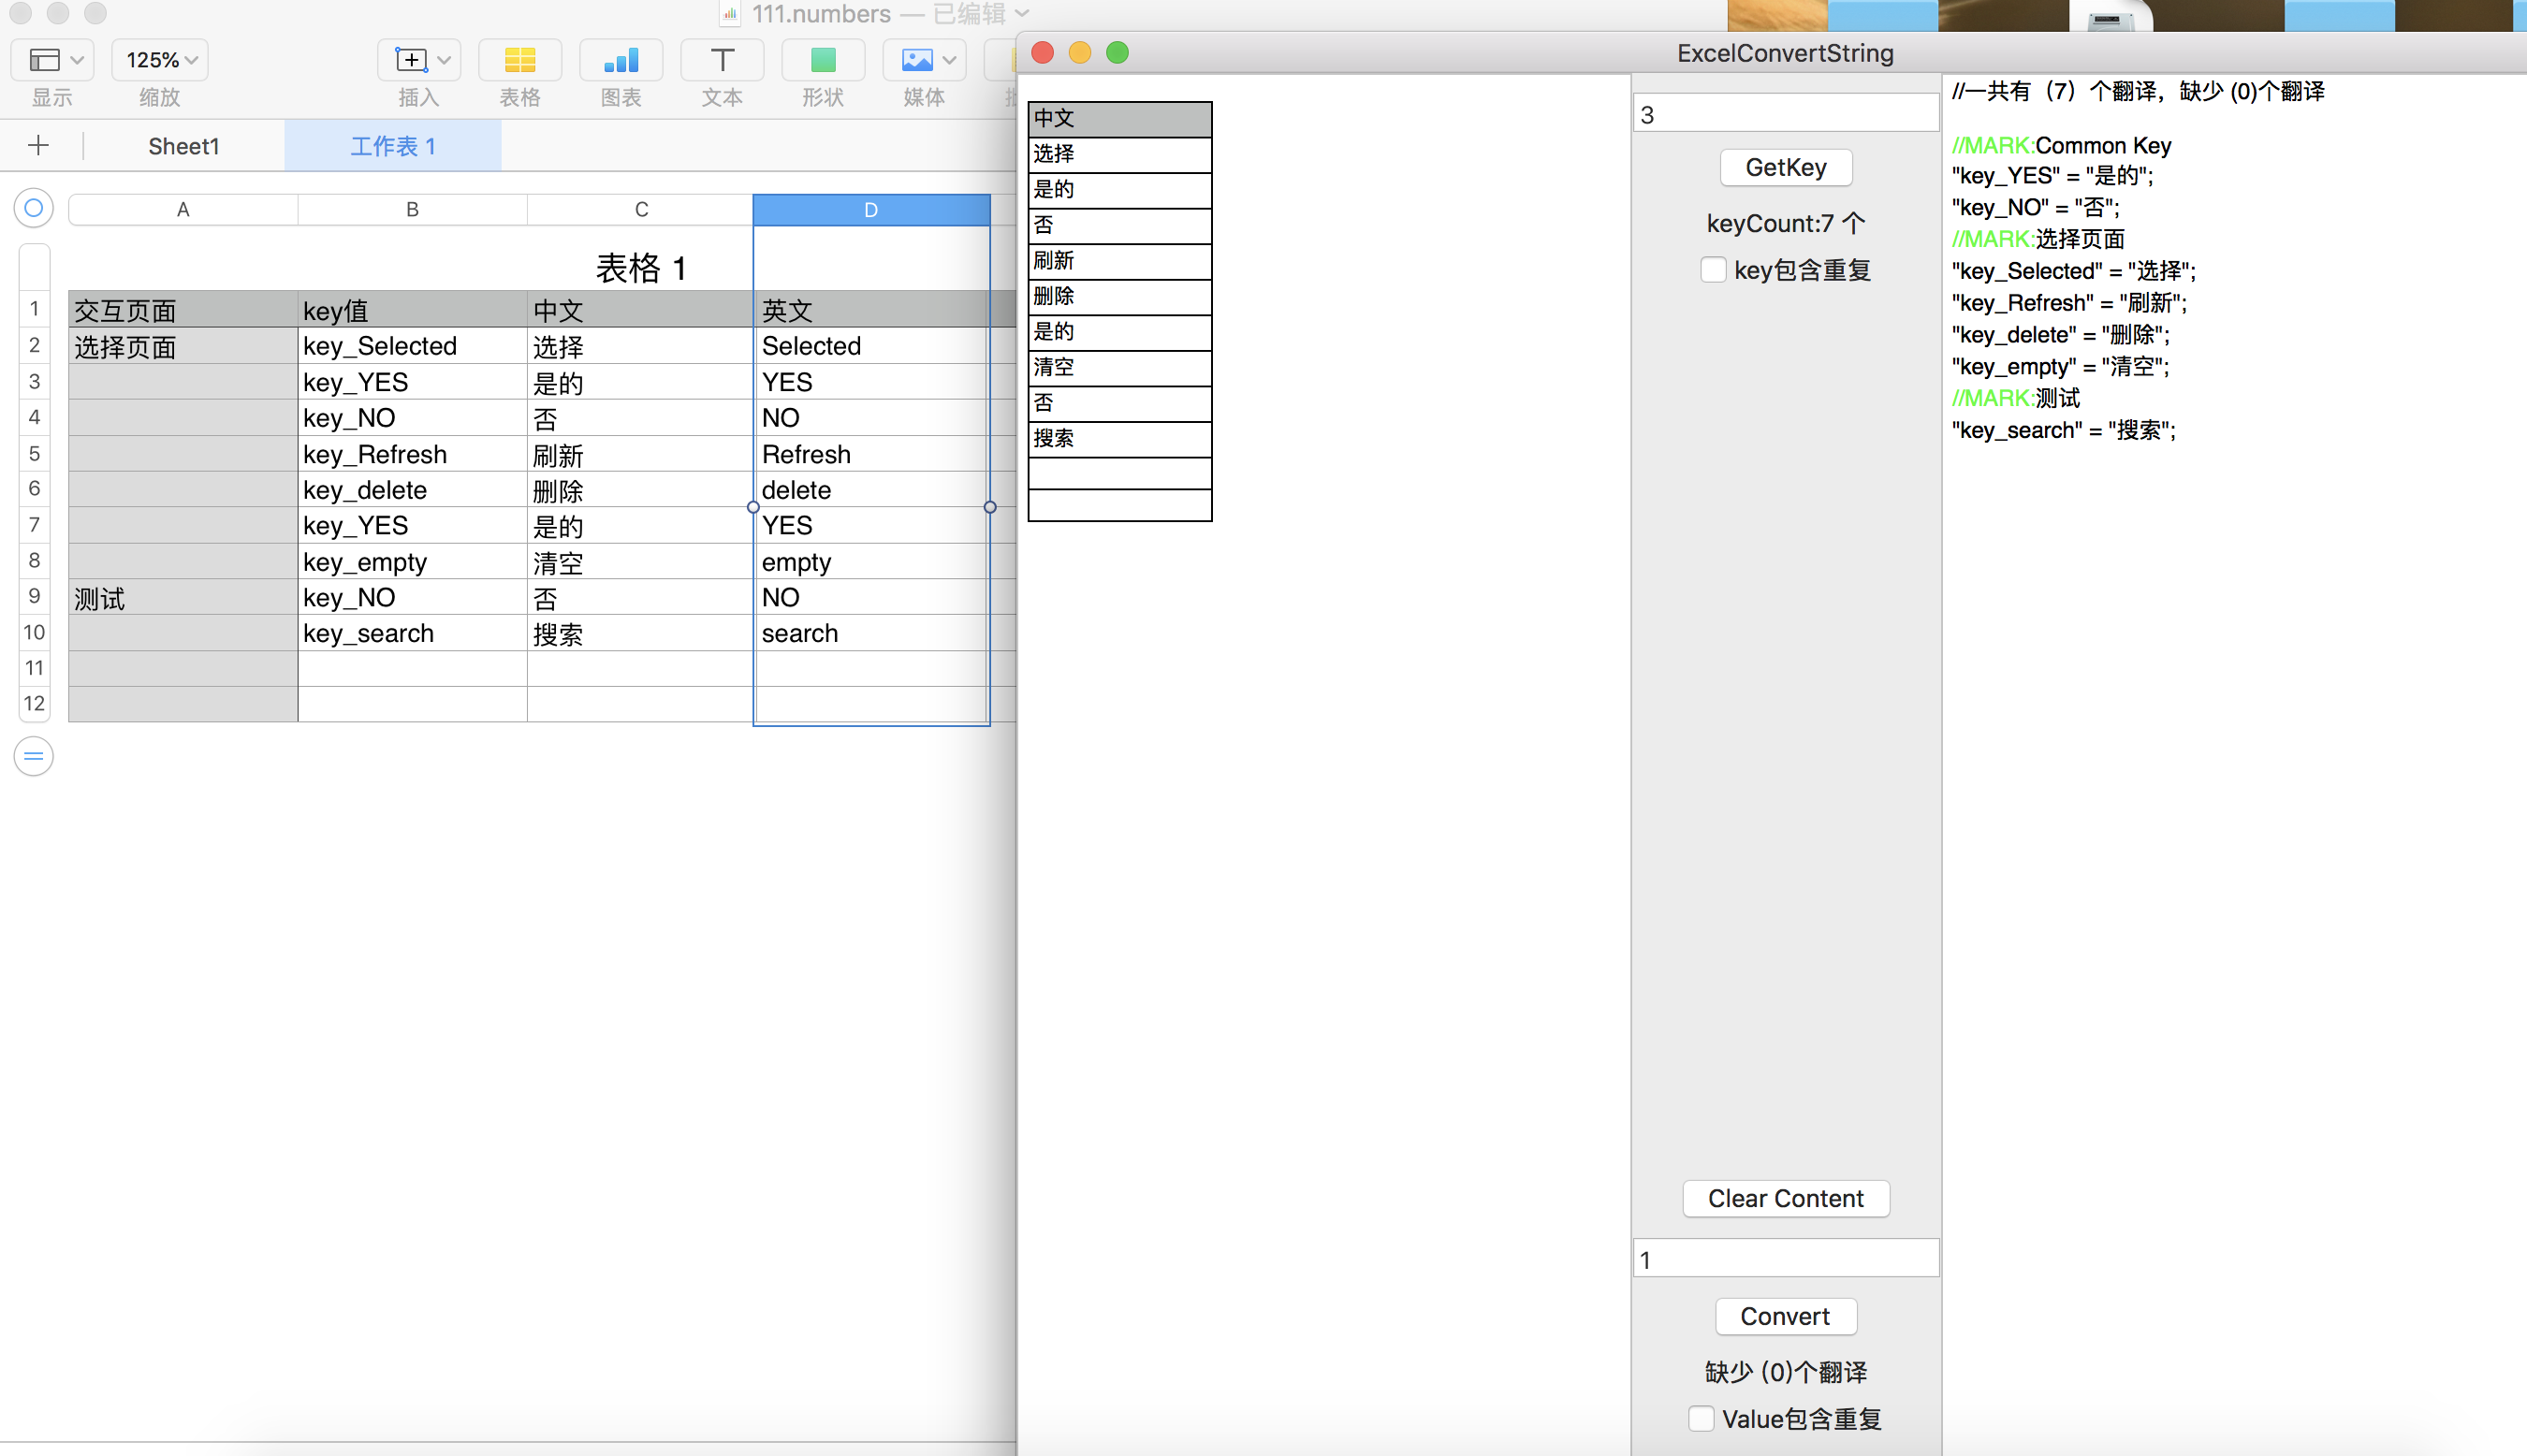 111.numbers — 已编辑
125%
显示
缩放
插入
表格
图表
文本
形状
媒体
Sheet1
工作表 1
A B C D
表格 1
1 交互页面 key值 中文 英文
2 选择页面 key_Selected 选择 Selected
3 key_YES 是的 YES
4 key_NO 否 NO
5 key_Refresh 刷新 Refresh
6 key_delete 删除 delete
7 key_YES 是的 YES
8 key_empty 清空 empty
9 测试 key_NO 否 NO
10 key_search 搜索 search
11
12
ExcelConvertString
中文
选择
是的
否
刷新
删除
是的
清空
否
搜索
3
GetKey
keyCount:7 个
key包含重复
Clear Content
1
Convert
缺少 (0)个翻译
Value包含重复
//一共有（7）个翻译，缺少 (0)个翻译
//MARK:Common Key
"key_YES" = "是的";
"key_NO" = "否";
//MARK:选择页面
"key_Selected" = "选择";
"key_Refresh" = "刷新";
"key_delete" = "删除";
"key_empty" = "清空";
//MARK:测试
"key_search" = "搜索";